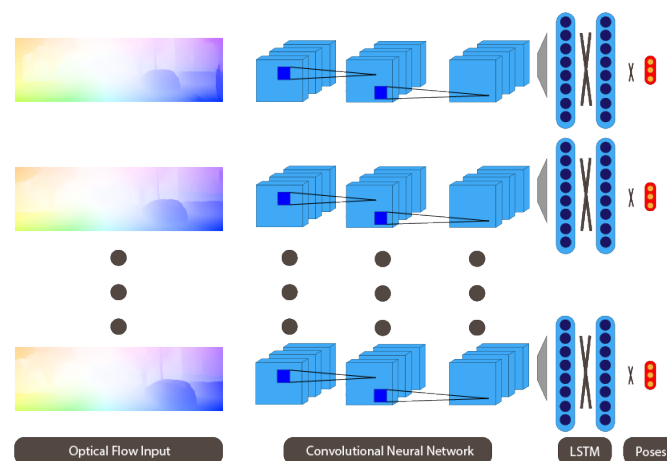 Optical Flow Input
Convolutional Neural Network
LSTM
Poses